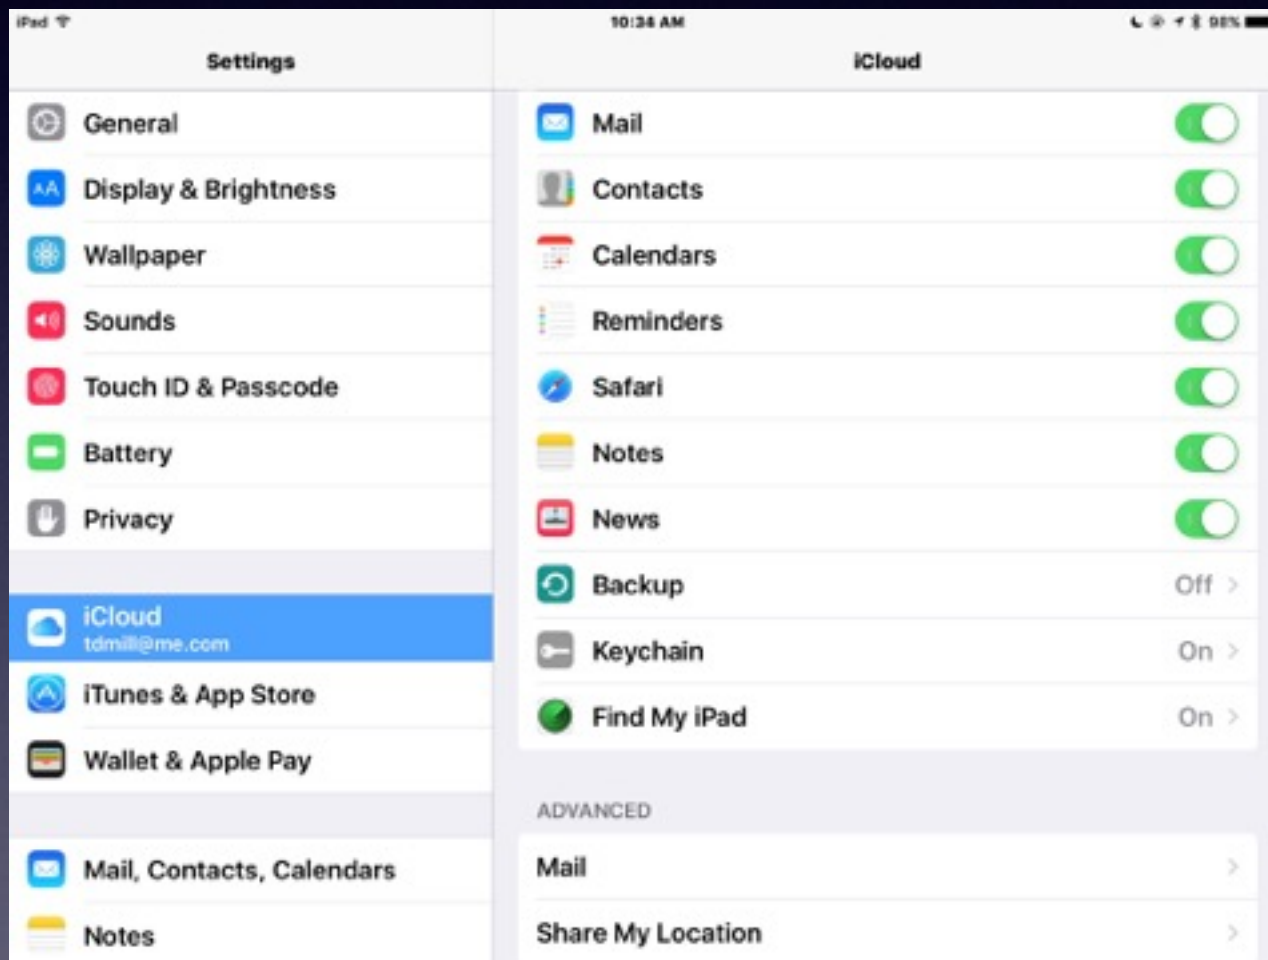 iPad
10:34 AM
98%
Settings
iCloud
General
Display & Brightness
Wallpaper
Sounds
Touch ID & Passcode
Battery
Privacy
iCloud
tdmill@me.com
iTunes & App Store
Wallet & Apple Pay
Mail, Contacts, Calendars
Notes
Mail
Contacts
Calendars
Reminders
Safari
Notes
News
Backup Off
Keychain On
Find My iPad On
ADVANCED
Mail
Share My Location